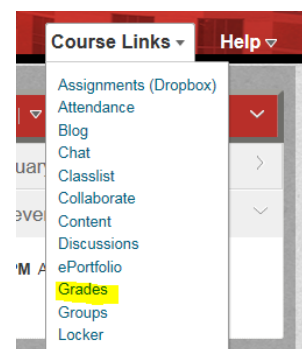 Course Links Help
Assignments (Dropbox)
Attendance
Blog
Chat
Classlist
Collaborate
Content
Discussions
ePortfolio
Grades
Groups
Locker